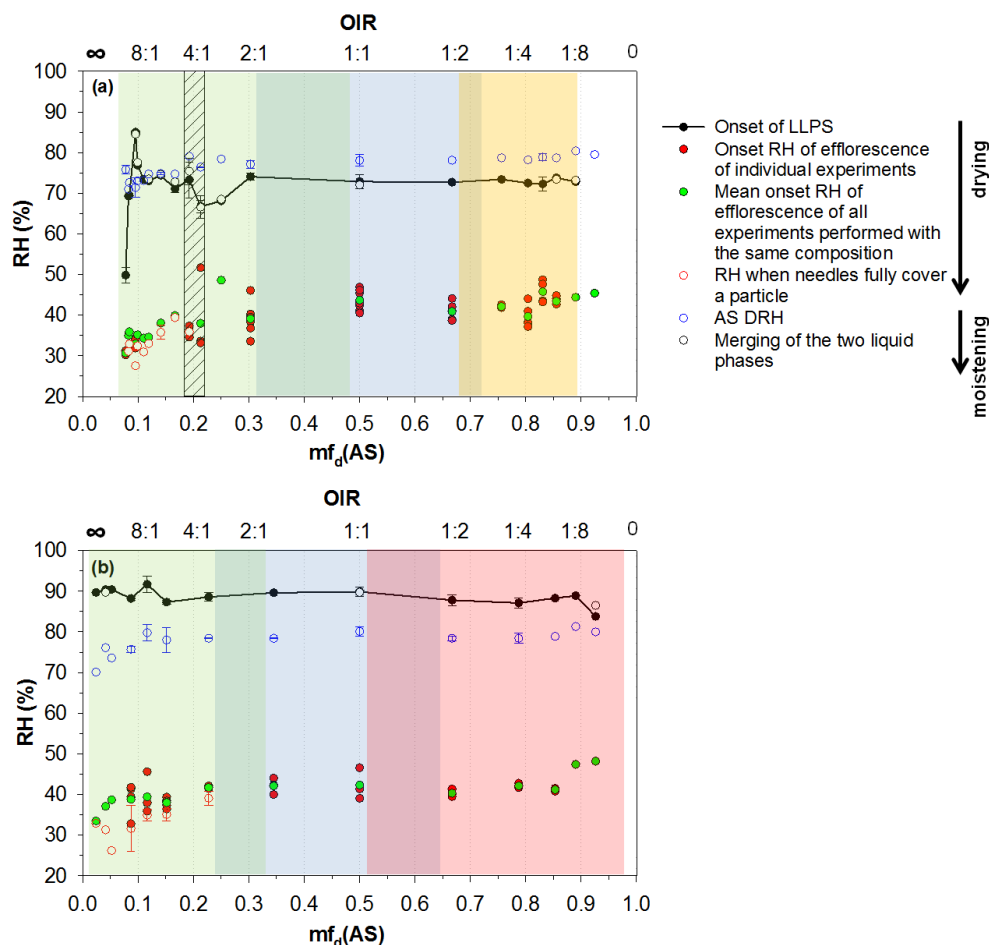 OIR
∞ 8:1 4:1 2:1 1:1 1:2 1:4 1:8 0
(a)
100
90
80
70
60
50
40
30
20
RH (%)
0.0 0.1 0.2 0.3 0.4 0.5 0.6 0.7 0.8 0.9 1.0
mfd(AS)
Onset of LLPS
Onset RH of efflorescence
of individual experiments
Mean onset RH of
efflorescence of all
experiments performed with
the same composition
RH when needles fully cover
a particle
AS DRH
Merging of the two liquid
phases
drying
moistening
OIR
∞ 8:1 4:1 2:1 1:1 1:2 1:4 1:8 0
(b)
100
90
80
70
60
50
40
30
20
RH (%)
0.0 0.1 0.2 0.3 0.4 0.5 0.6 0.7 0.8 0.9 1.0
mfd(AS)